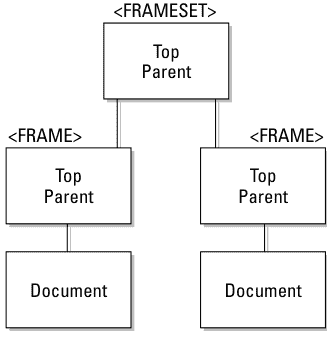 <FRAMESET>
Top
Parent
<FRAME>
<FRAME>
Top
Parent
Top
Parent
Document
Document